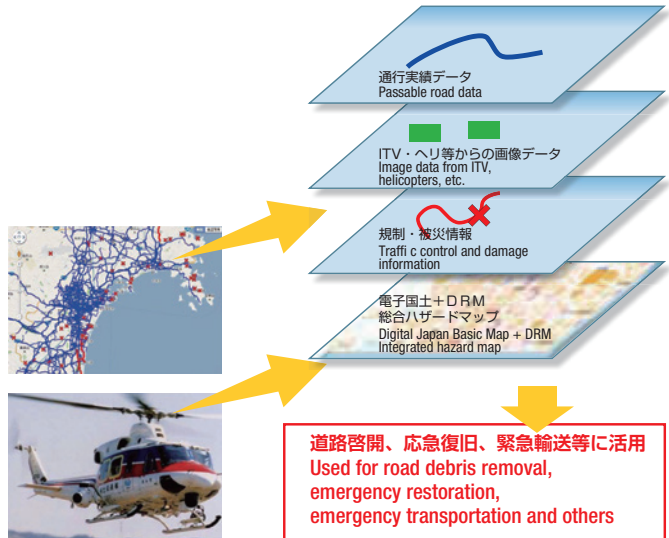 通行実績データ
Passable road data
ITV・ヘリ等からの画像データ
Image data from ITV,
helicopters, etc.
規制・被災情報
Traffi c control and damage
information
電子国土＋ＤＲＭ
総合ハザードマップ
Digital Japan Basic Map + DRM
Integrated hazard map
道路啓開、応急復旧、緊急輸送等に活用
Used for road debris removal,
emergency restoration,
emergency transportation and others